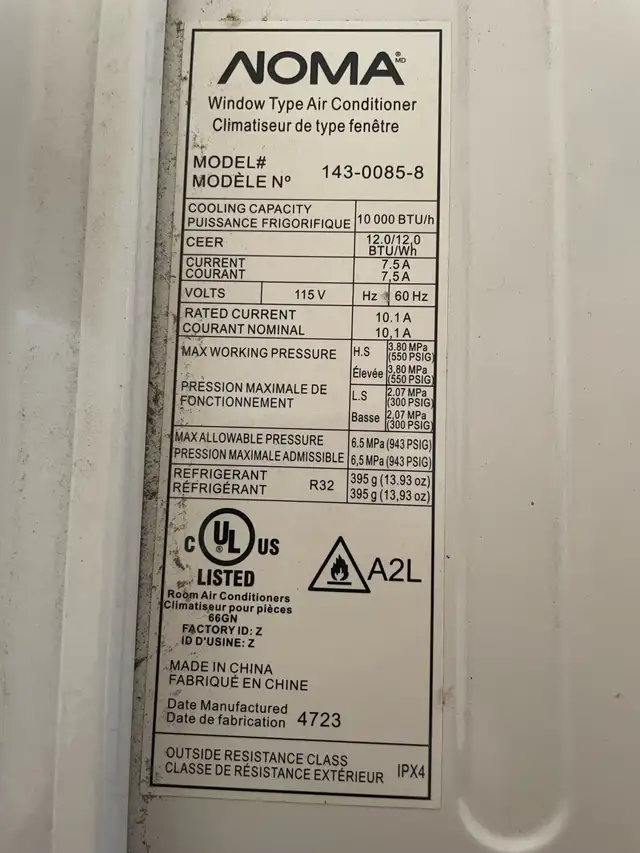 NOMA®MD
Window Type Air Conditioner
Climatiseur de type fenêtre
MODEL#
MODÈLE Nº 143-0085-8
COOLING CAPACITY
PUISSANCE FRIGORIFIQUE 10 000 BTU/h
CEER 12.0/12,0
BTU/Wh
CURRENT 7.5 A
COURANT 7,5 A
VOLTS 115 V Hz 60 Hz
RATED CURRENT 10.1 A
COURANT NOMINAL 10,1 A
MAX WORKING PRESSURE H.S 3.80 MPa
(550 PSIG)
Élevée 3,80 MPa
(550 PSIG)
PRESSION MAXIMALE DE
FONCTIONNEMENT L.S 2.07 MPa
(300 PSIG)
Basse 2,07 MPa
(300 PSIG)
MAX ALLOWABLE PRESSURE 6.5 MPa (943 PSIG)
PRESSION MAXIMALE ADMISSIBLE 6,5 MPa (943 PSIG)
REFRIGERANT R32 395 g (13.93 oz)
RÉFRIGÉRANT 395 g (13,93 oz)
C UL® US
LISTED
A2L
Room Air Conditioners
Climatiseur pour pièces
66GN
FACTORY ID: Z
ID D'USINE: Z
MADE IN CHINA
FABRIQUÉ EN CHINE
Date Manufactured
Date de fabrication 4723
OUTSIDE RESISTANCE CLASS
CLASSE DE RÉSISTANCE EXTÉRIEUR IPX4